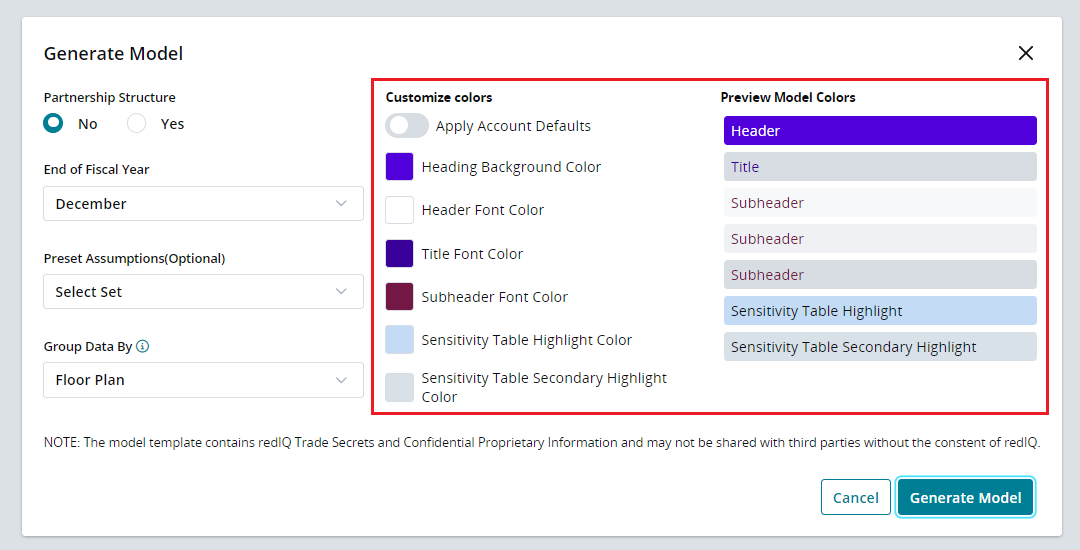 Generate Model
Partnership Structure
No
Yes
End of Fiscal Year
December
Preset Assumptions(Optional)
Select Set
Group Data By
Floor Plan
Customize colors
Apply Account Defaults
Heading Background Color
Header Font Color
Title Font Color
Subheader Font Color
Sensitivity Table Highlight Color
Sensitivity Table Secondary Highlight
Color
Preview Model Colors
Header
Title
Subheader
Subheader
Subheader
Sensitivity Table Highlight
Sensitivity Table Secondary Highlight
NOTE: The model template contains redIQ Trade Secrets and Confidential Proprietary Information and may not be shared with third parties without the constent of redIQ.
Cancel
Generate Model